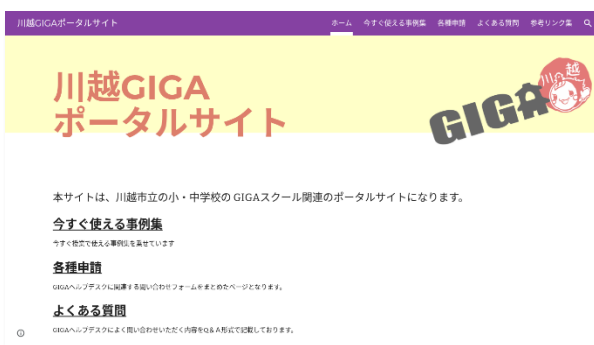 川越GIGAポータルサイト
ホーム 今すぐ使える事例集 各種申請 よくある質問 参考リンク集
川越GIGA
ポータルサイト
川越
GIGA
本サイトは、川越市立の小・中学校の GIGAスクール関連のポータルサイトになります。
今すぐ使える事例集
今すぐ授業で使える事例集を載せています
各種申請
GIGAヘルプデスクに関連する問い合わせフォームをまとめたページとなります。
よくある質問
GIGAヘルプデスクによく問い合わせいただく内容をQ＆A形式で記載しております。